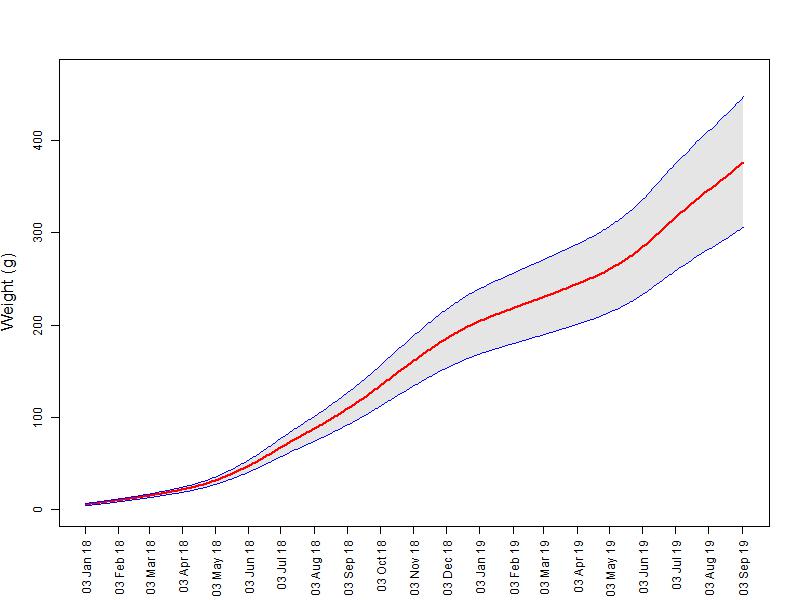 Weight (g)
400
300
200
100
0
03 Jan 18
03 Feb 18
03 Mar 18
03 Apr 18
03 May 18
03 Jun 18
03 Jul 18
03 Aug 18
03 Sep 18
03 Oct 18
03 Nov 18
03 Dec 18
03 Jan 19
03 Feb 19
03 Mar 19
03 Apr 19
03 May 19
03 Jun 19
03 Jul 19
03 Aug 19
03 Sep 19